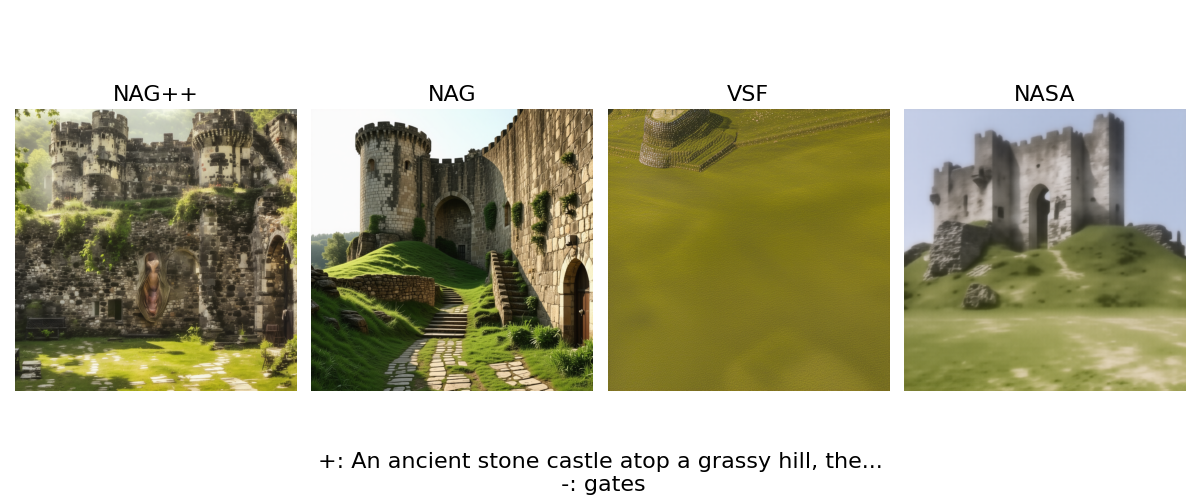 NAG++
NAG
VSF
NASA
+: An ancient stone castle atop a grassy hill, the...
-: gates